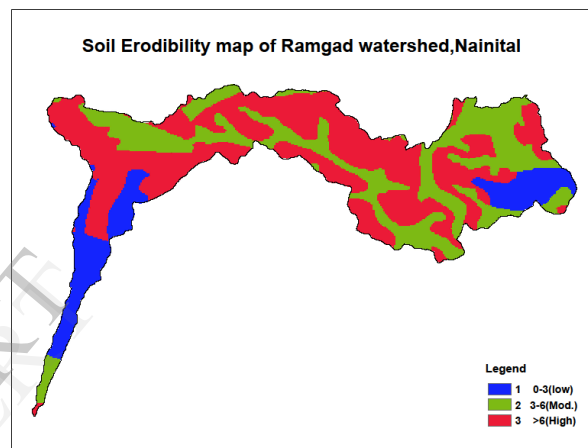 Soil Erodibility map of Ramgad watershed,Nainital
Legend
1 0-3(low)
2 3-6(Mod.)
3 >6(High)